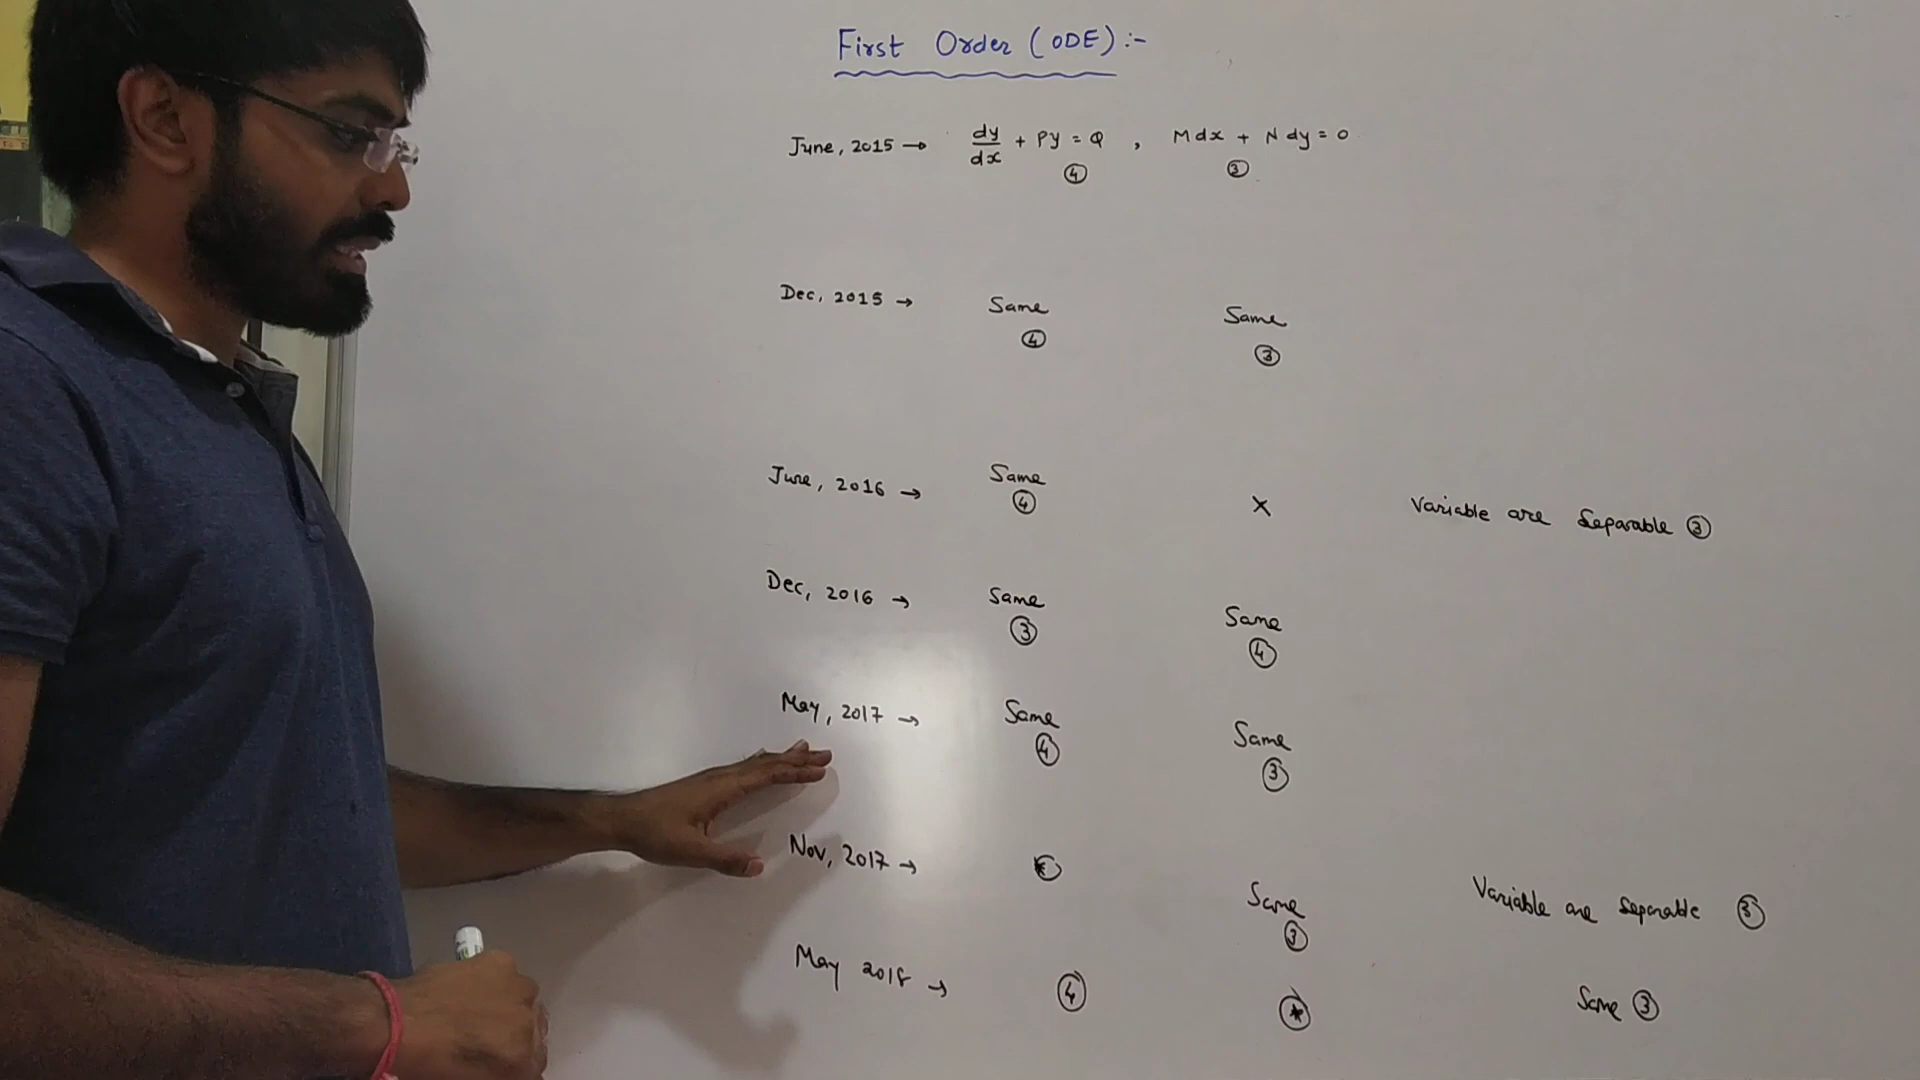 First Order (ODE) :-
June, 2015 → dy/dx + Py = Q , Mdx + Ndy = 0
④ ③
Dec, 2015 → Same Same
④ ③
June, 2016 → Same × Variable are Separable ③
④
Dec, 2016 → Same Same
③ ④
May, 2017 → Same Same
④ ③
Nov, 2017 → Same Variable are Separable ③
③
May 2018 → ④ * Same ③